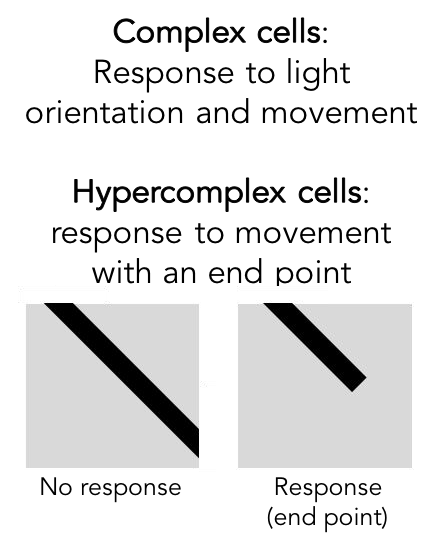 Complex cells:
Response to light
orientation and movement
Hypercomplex cells:
response to movement
with an end point
No response
Response
(end point)